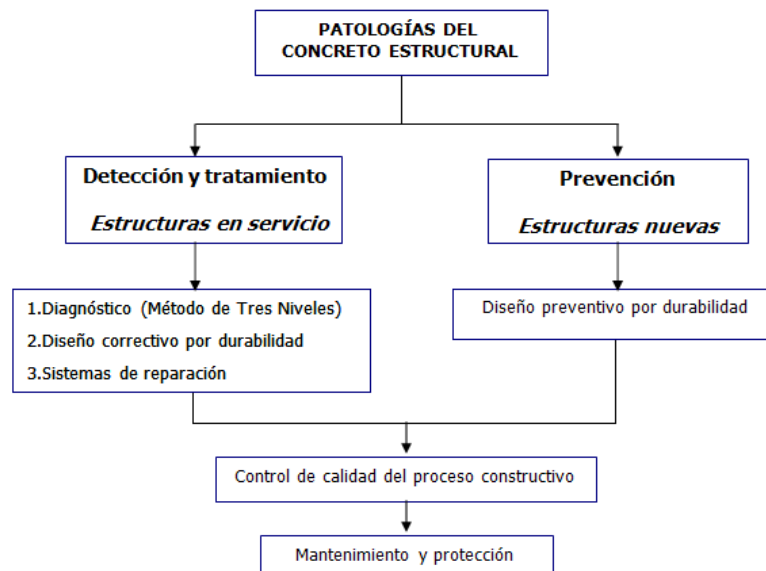 PATOLOGÍAS DEL
CONCRETO ESTRUCTURAL
Detección y tratamiento
Estructuras en servicio
Prevención
Estructuras nuevas
1.Diagnóstico (Método de Tres Niveles)
2.Diseño correctivo por durabilidad
3.Sistemas de reparación
Diseño preventivo por durabilidad
Control de calidad del proceso constructivo
Mantenimiento y protección